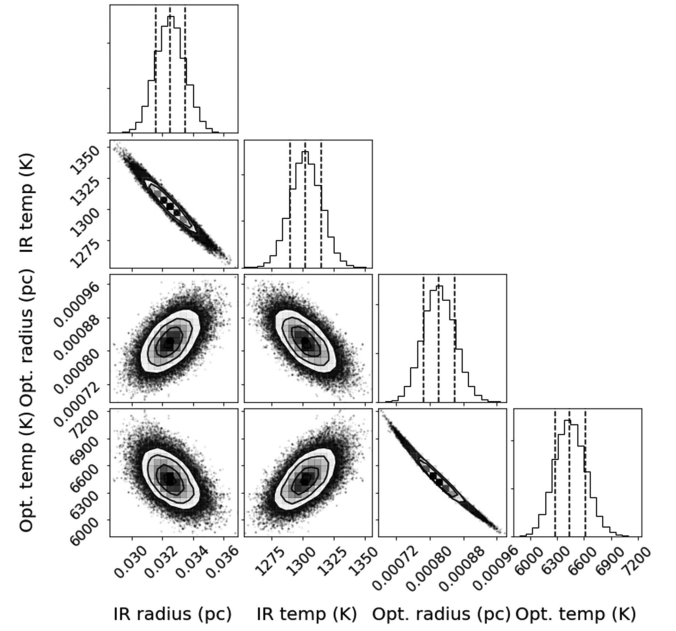 IR temp (K)
1350
1325
1300
1275
Opt. radius (pc)
0.00096
0.00088
0.00080
0.00072
Opt. temp (K)
7200
6900
6600
6300
6000
0.030 0.032 0.034 0.036
1275 1300 1325 1350
0.00072 0.00080 0.00088 0.00096
6000 6300 6600 6900 7200
IR radius (pc) IR temp (K) Opt. radius (pc) Opt. temp (K)